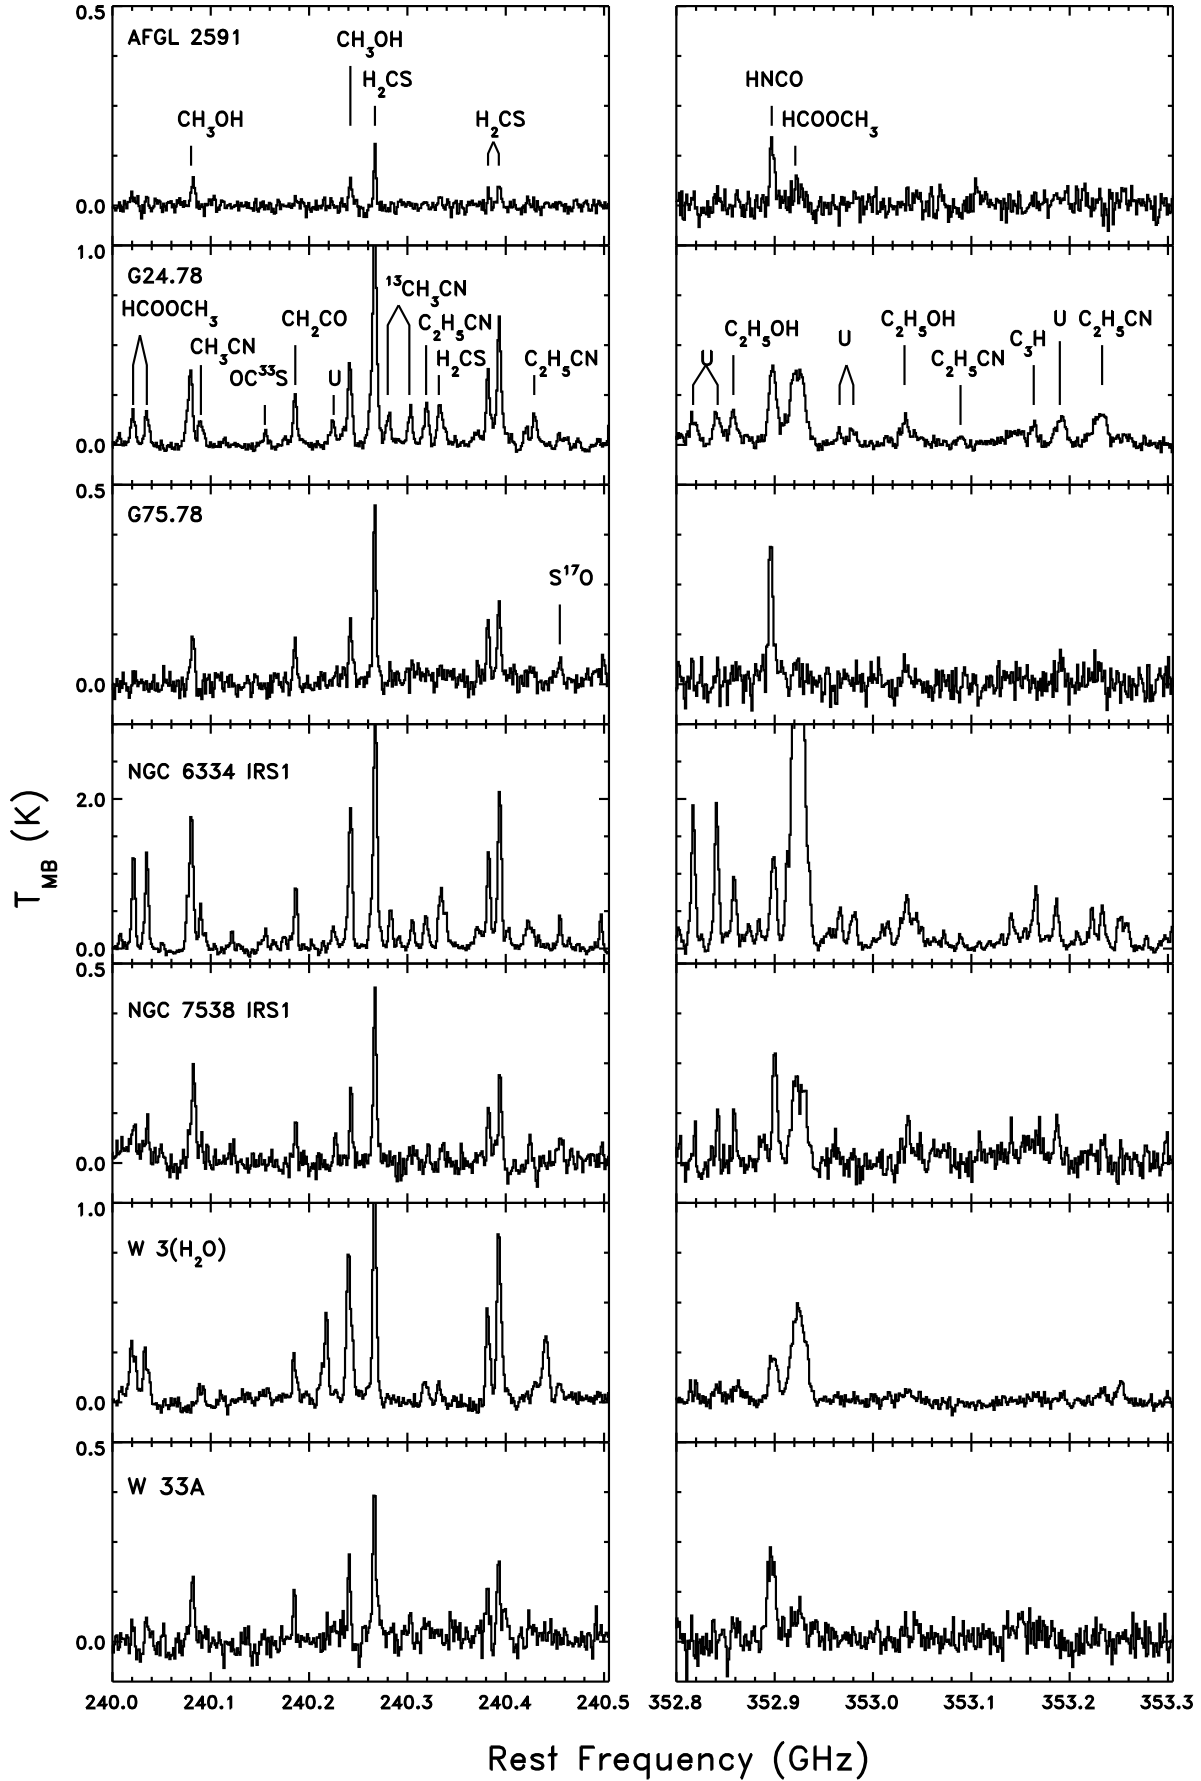 0.5
AFGL 2591
CH₃OH
CH₃OH
H₂CS
H₂CS
HNCO
HCOOCH₃
0.0
1.0
G24.78
HCOOCH₃
CH₃CN
OC³³S
CH₂CO
U
¹³CH₃CN
C₂H₅CN
H₂CS
C₂H₅CN
U
C₂H₅OH
U
C₂H₅OH
C₂H₅CN
C₃H
U
C₂H₅CN
0.0
0.5
G75.78
S¹⁷O
0.0
NGC 6334 IRS1
2.0
0.0
0.5
NGC 7538 IRS1
0.0
1.0
W 3(H₂O)
0.0
0.5
W 33A
0.0
T_MB (K)
240.0 240.1 240.2 240.3 240.4 240.5
352.8 352.9 353.0 353.1 353.2 353.3
Rest Frequency (GHz)